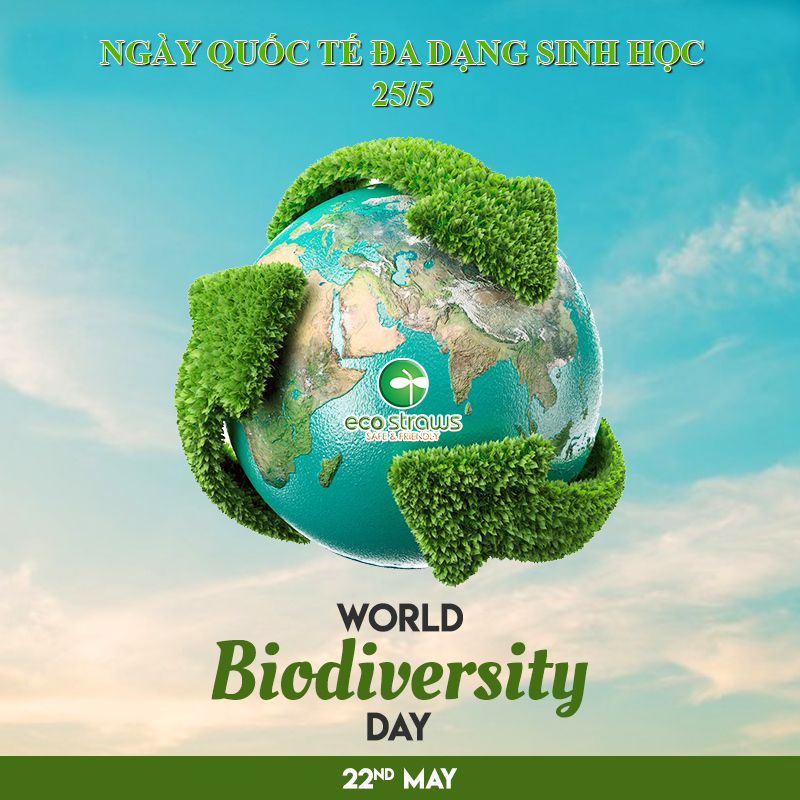 NGÀY QUỐC TẾ ĐA DẠNG SINH HỌC
25/5
eco straws
SAFE & FRIENDLY
WORLD
Biodiversity
DAY
22ND MAY